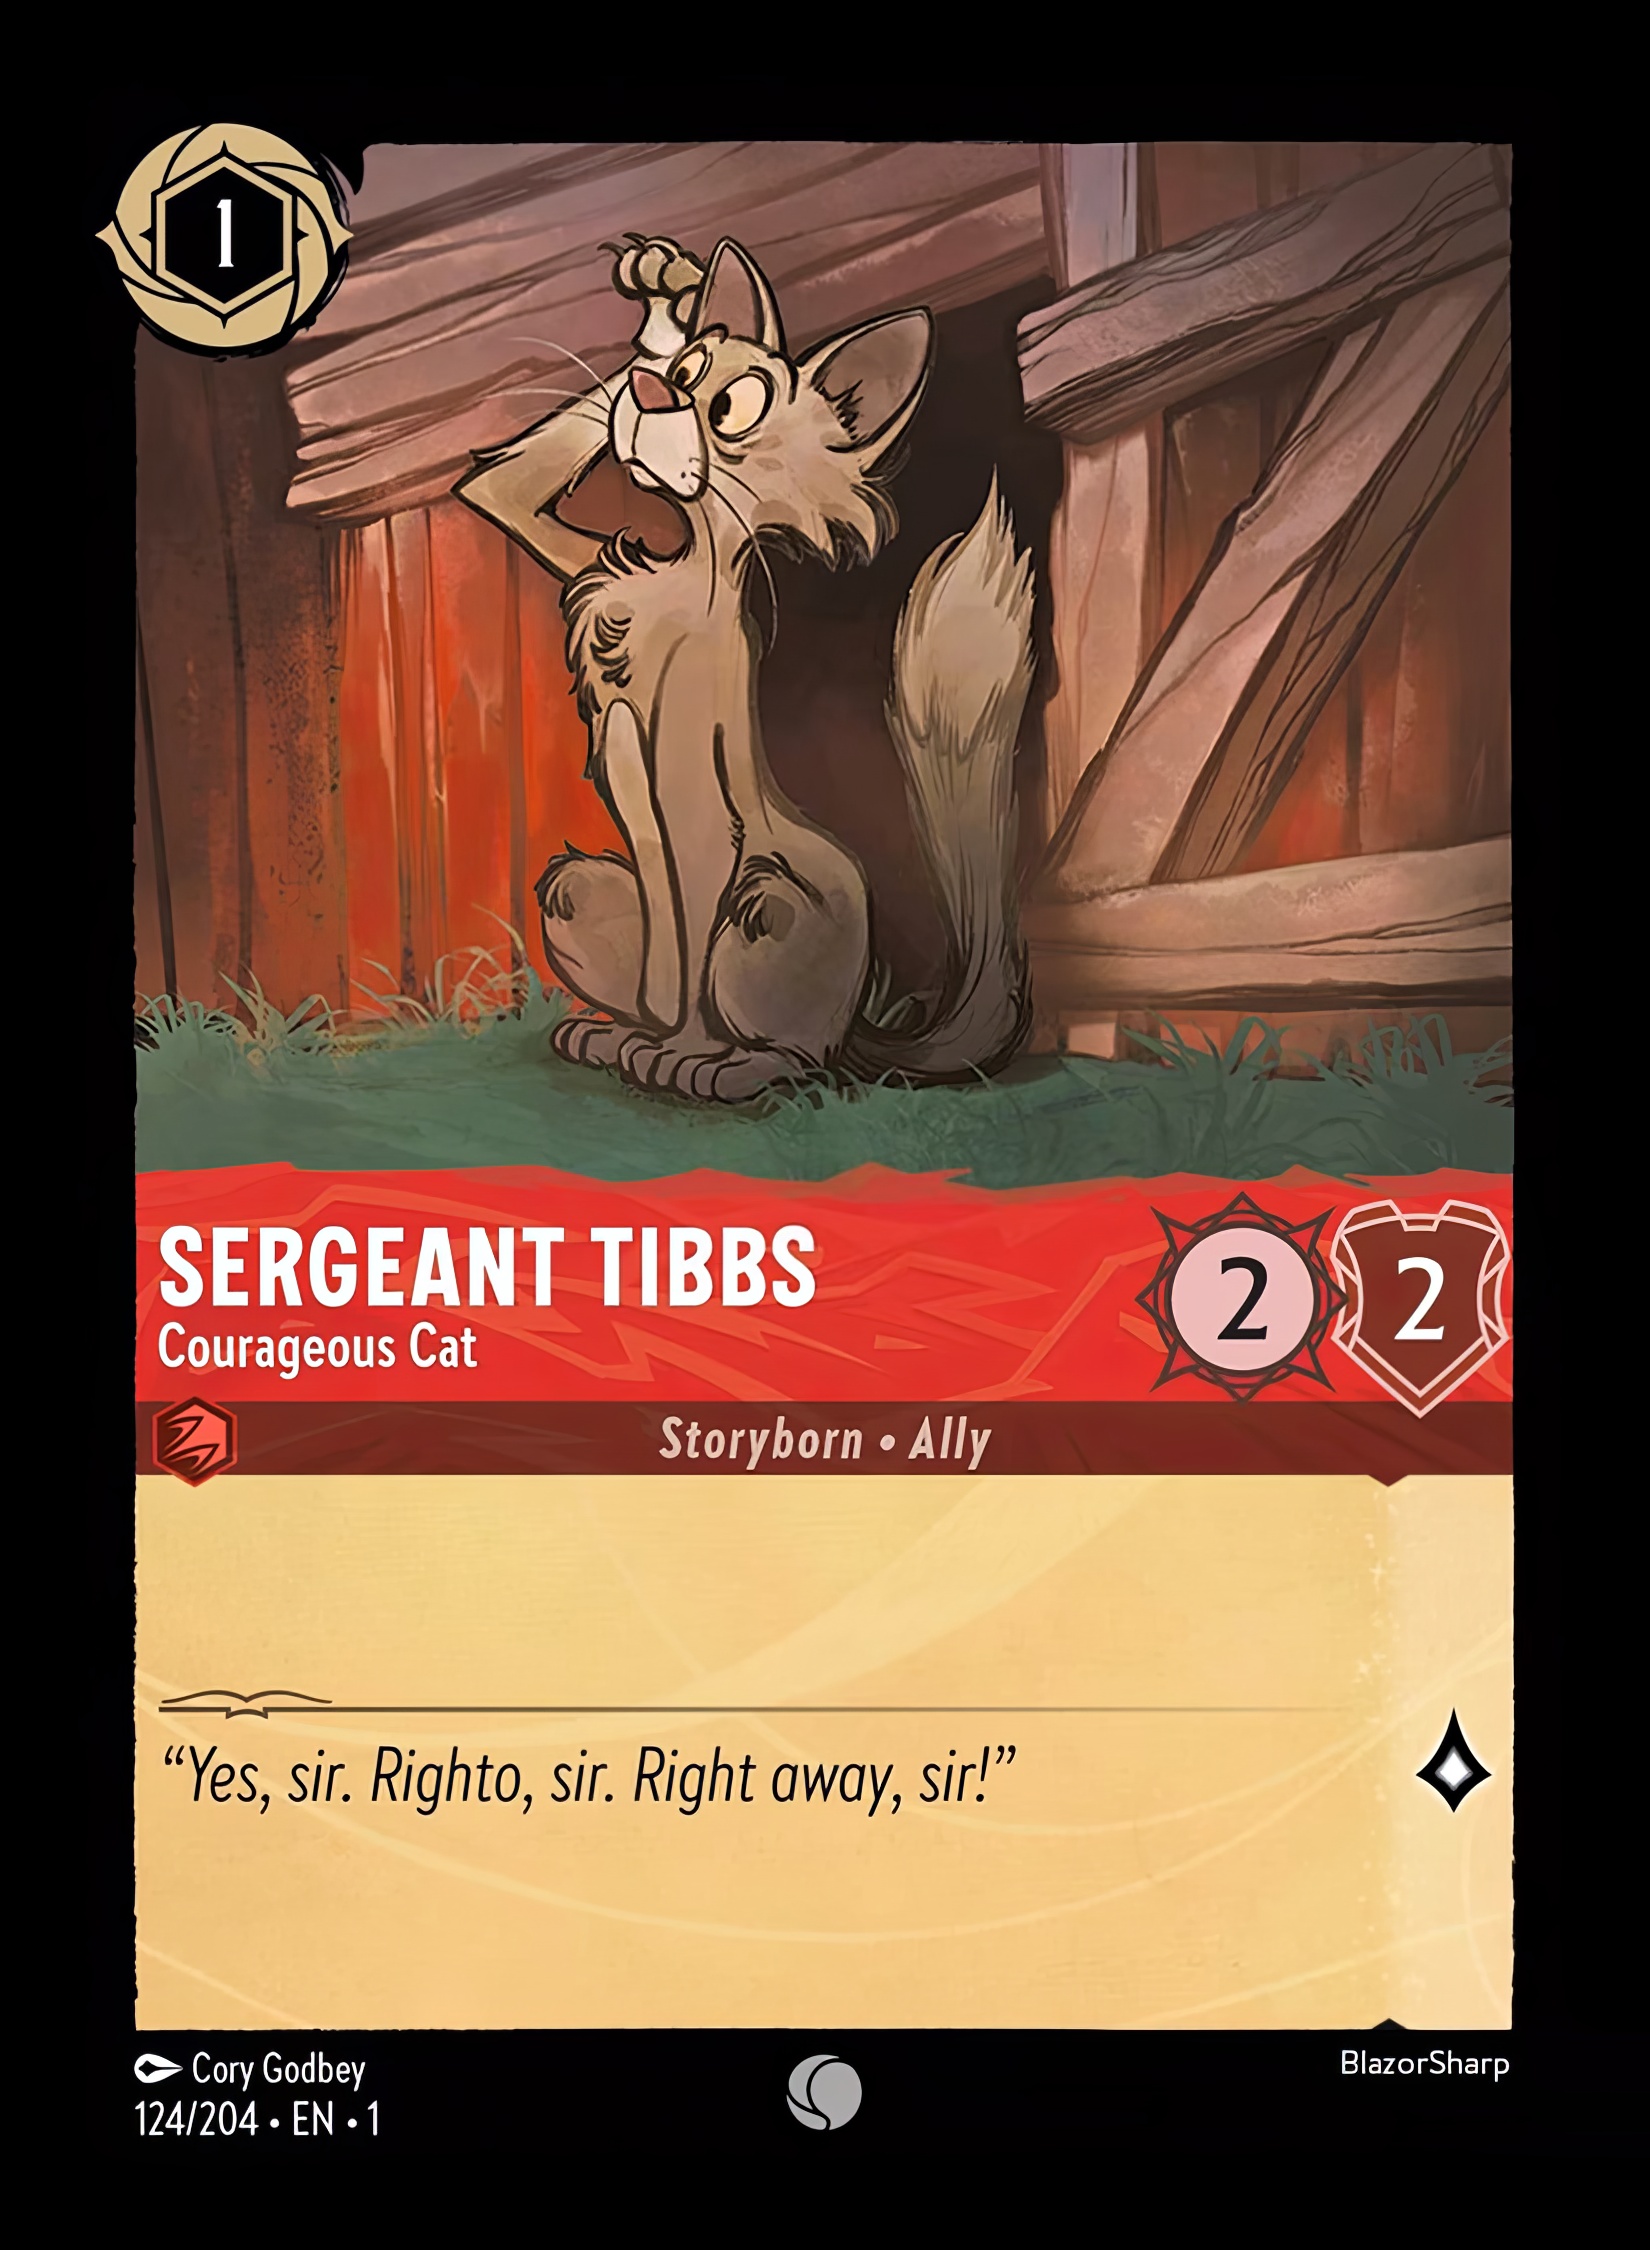 1
SERGEANT TIBBS
Courageous Cat
2 2
Storyborn • Ally
“Yes, sir. Righto, sir. Right away, sir!”
Cory Godbey
124/204 • EN • 1
BlazorSharp